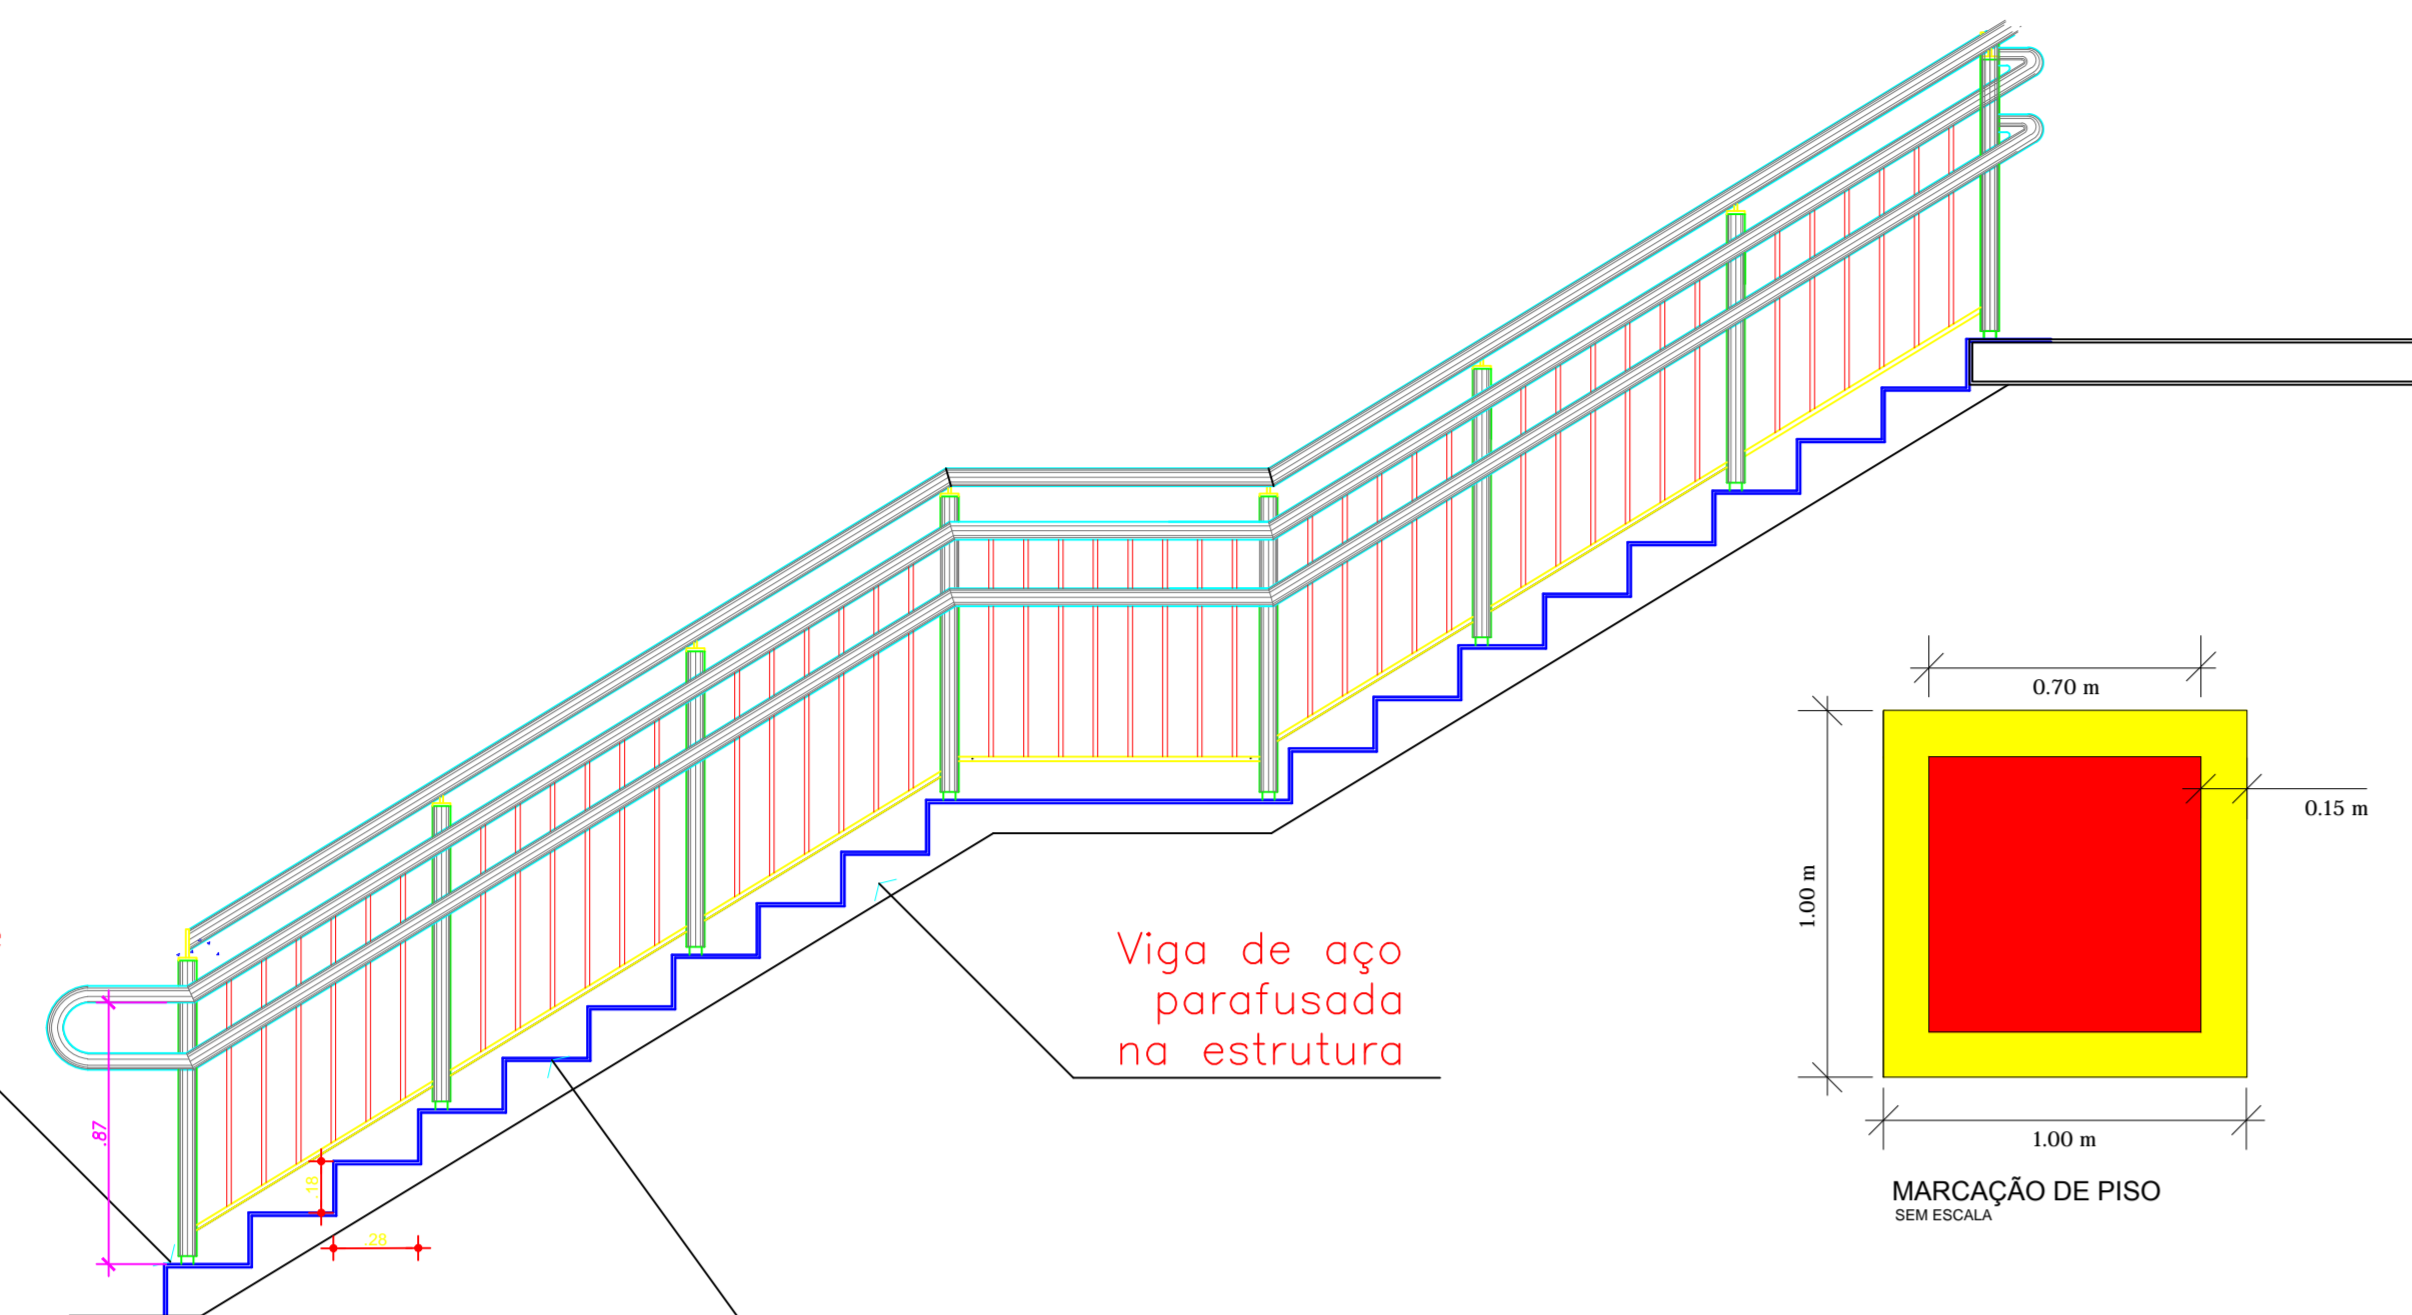 Viga de aço
parafusada
na estrutura
.87
.18
.28
0.70 m
0.15 m
1.00 m
1.00 m
MARCAÇÃO DE PISO
SEM ESCALA